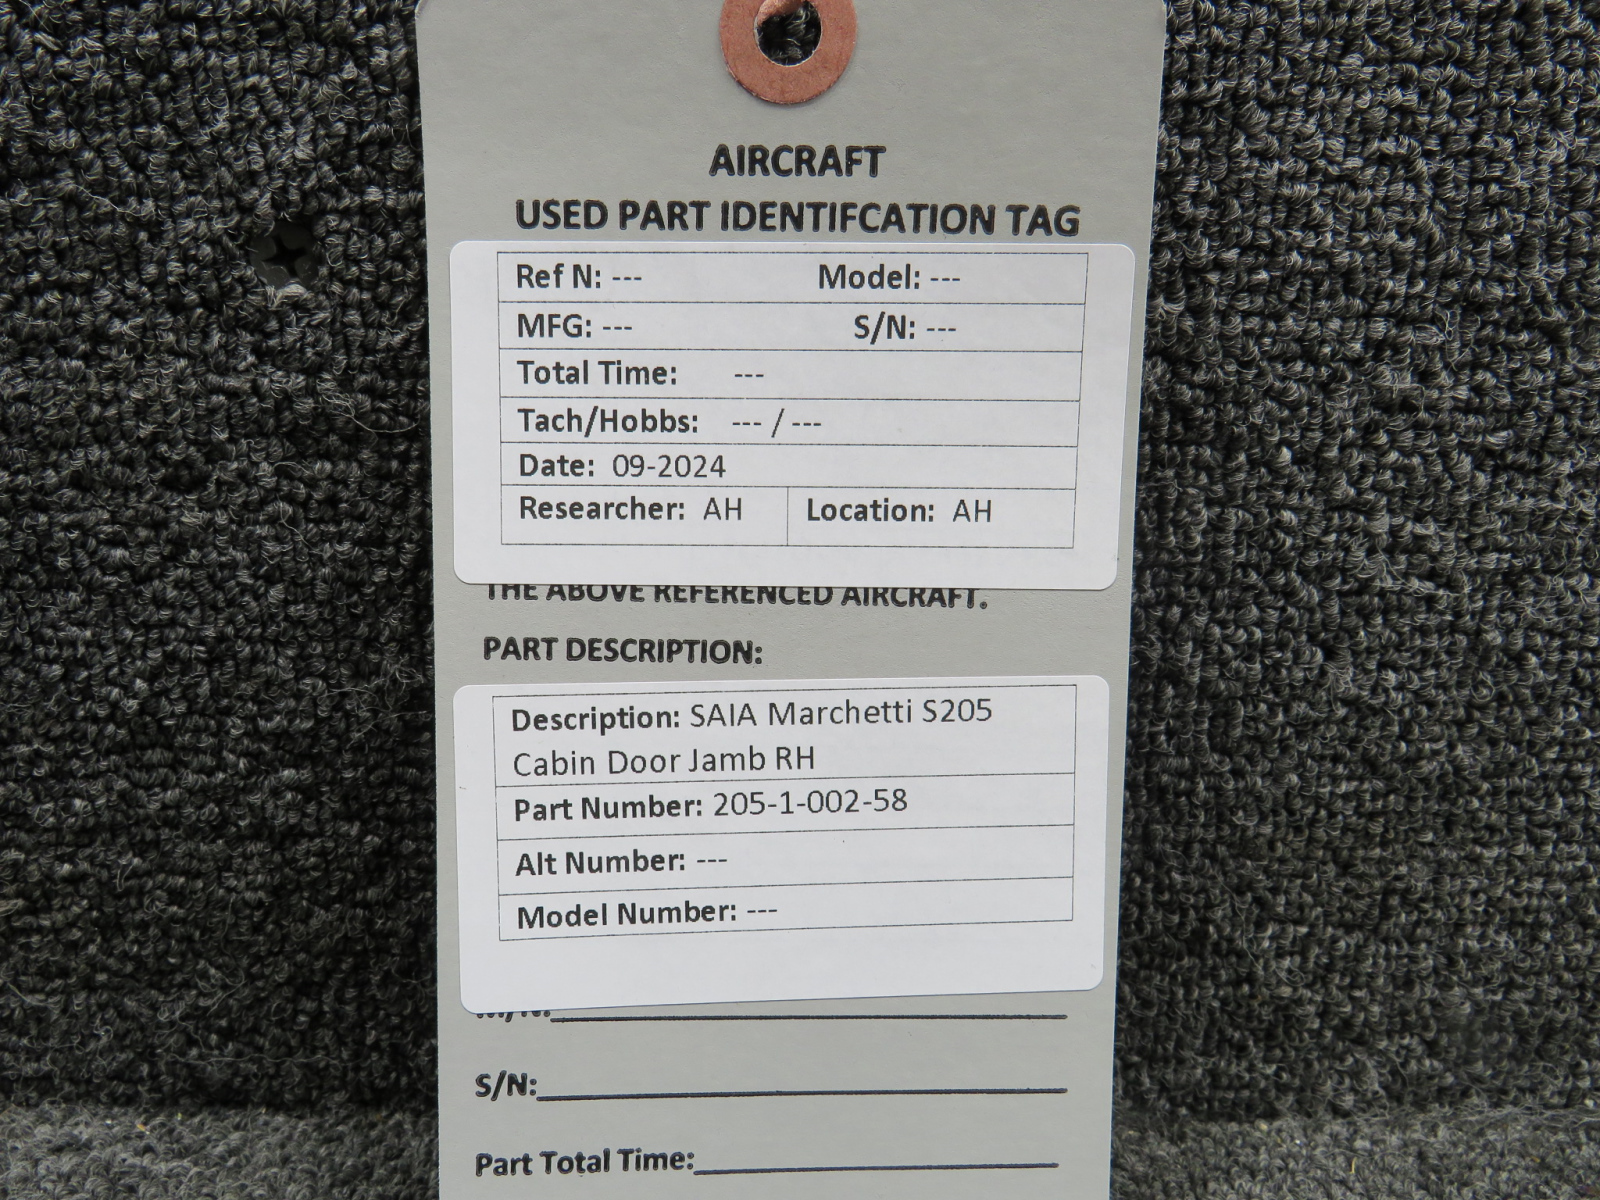 AIRCRAFT
USED PART IDENTIFCATION TAG
Ref N: --- Model: ---
MFG: --- S/N: ---
Total Time: ---
Tach/Hobbs: --- / ---
Date: 09-2024
Researcher: AH Location: AH
THE ABOVE REFERENCED AIRCRAFT.
PART DESCRIPTION:
Description: SAIA Marchetti S205
Cabin Door Jamb RH
Part Number: 205-1-002-58
Alt Number: ---
Model Number: ---
S/N:
Part Total Time: